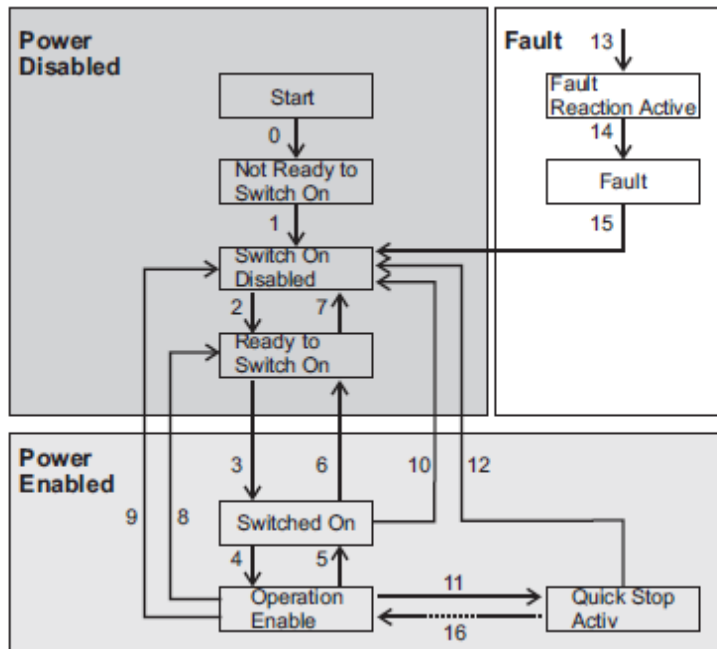 Power
Disabled
Fault
13
Start
Fault
Reaction Active
0
14
Not Ready to
Switch On
Fault
1
15
Switch On
Disabled
2
7
Ready to
Switch On
Power
Enabled
3
6
10
12
9
8
Switched On
4
5
Operation
Enable
11
16
Quick Stop
Activ